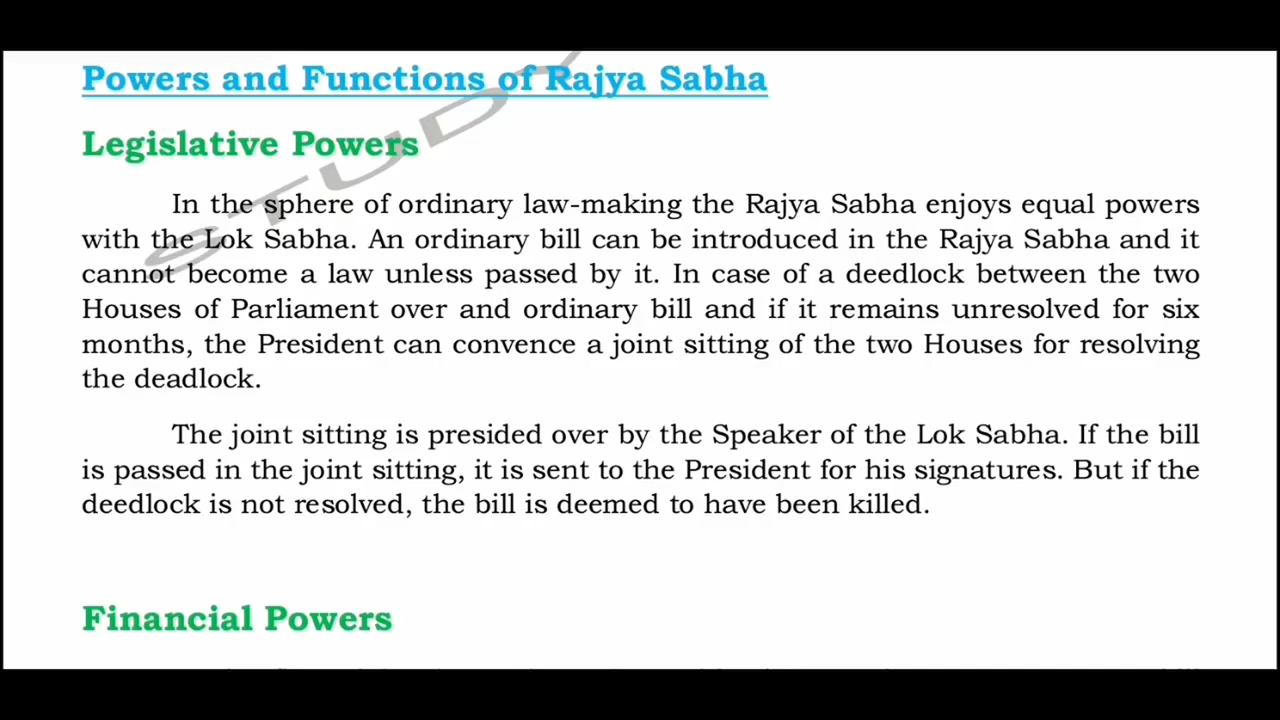 Powers and Functions of Rajya Sabha
Legislative Powers
In the sphere of ordinary law-making the Rajya Sabha enjoys equal powers
with the Lok Sabha. An ordinary bill can be introduced in the Rajya Sabha and it
cannot become a law unless passed by it. In case of a deedlock between the two
Houses of Parliament over and ordinary bill and if it remains unresolved for six
months, the President can convence a joint sitting of the two Houses for resolving
the deadlock.
The joint sitting is presided over by the Speaker of the Lok Sabha. If the bill
is passed in the joint sitting, it is sent to the President for his signatures. But if the
deedlock is not resolved, the bill is deemed to have been killed.
Financial Powers
STUDY